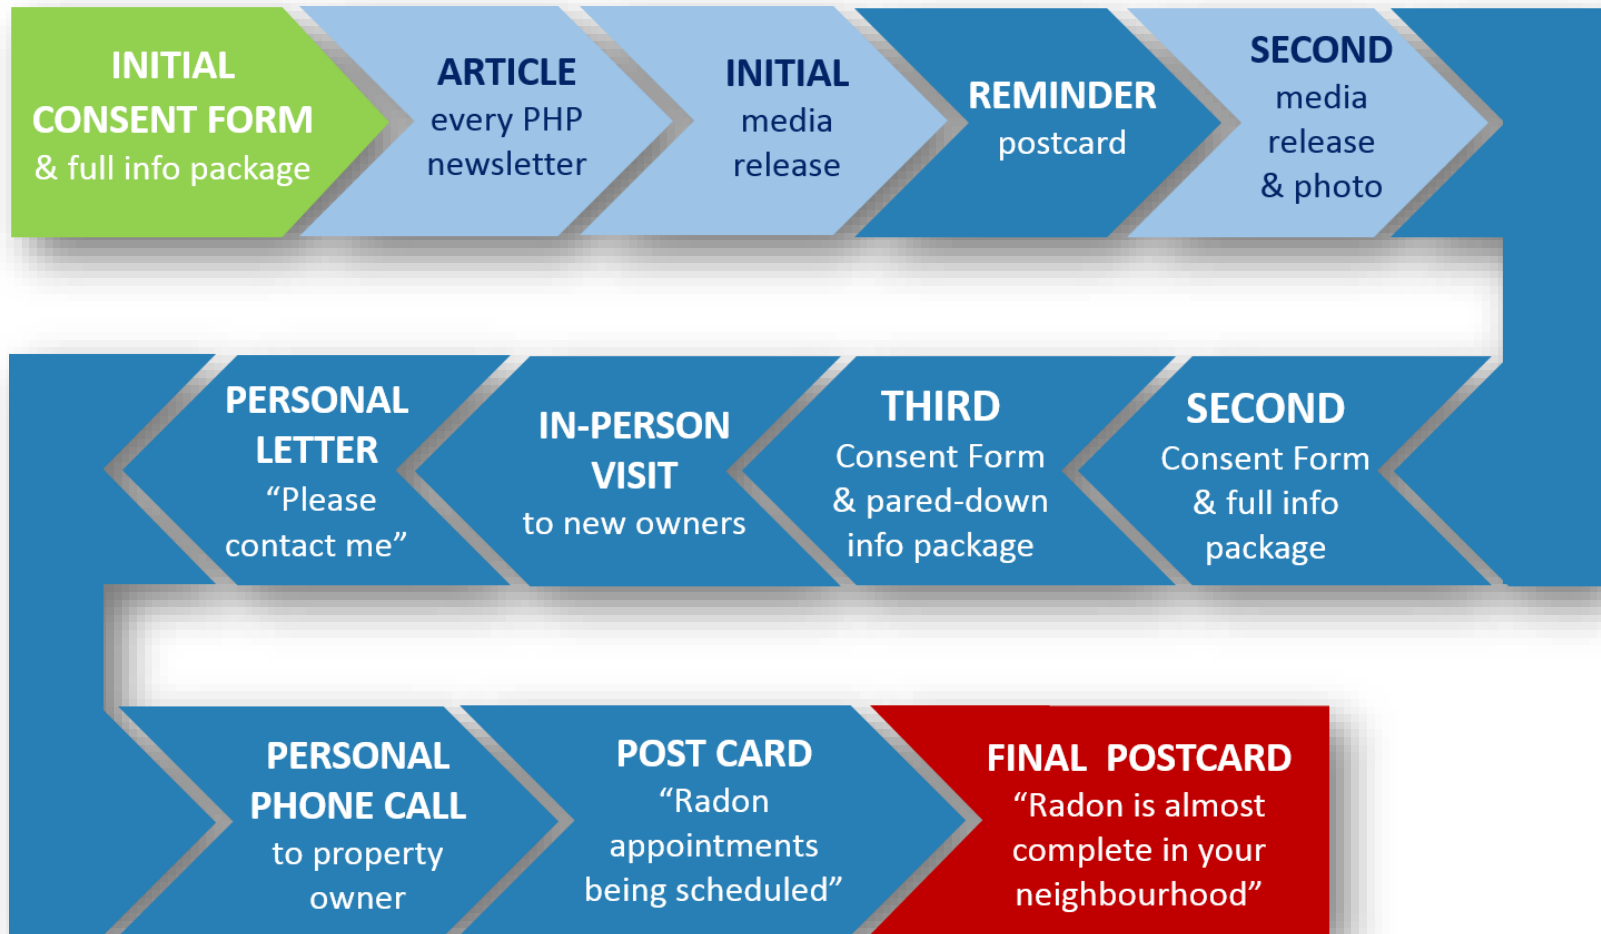 INITIAL
CONSENT FORM
& full info package
ARTICLE
every PHP
newsletter
INITIAL
media
release
REMINDER
postcard
SECOND
media
release
& photo
SECOND
Consent Form
& full info
package
THIRD
Consent Form
& pared-down
info package
IN-PERSON
VISIT
to new owners
PERSONAL
LETTER
“Please
contact me”
PERSONAL
PHONE CALL
to property
owner
POST CARD
“Radon
appointments
being scheduled”
FINAL POSTCARD
“Radon is almost
complete in your
neighbourhood”